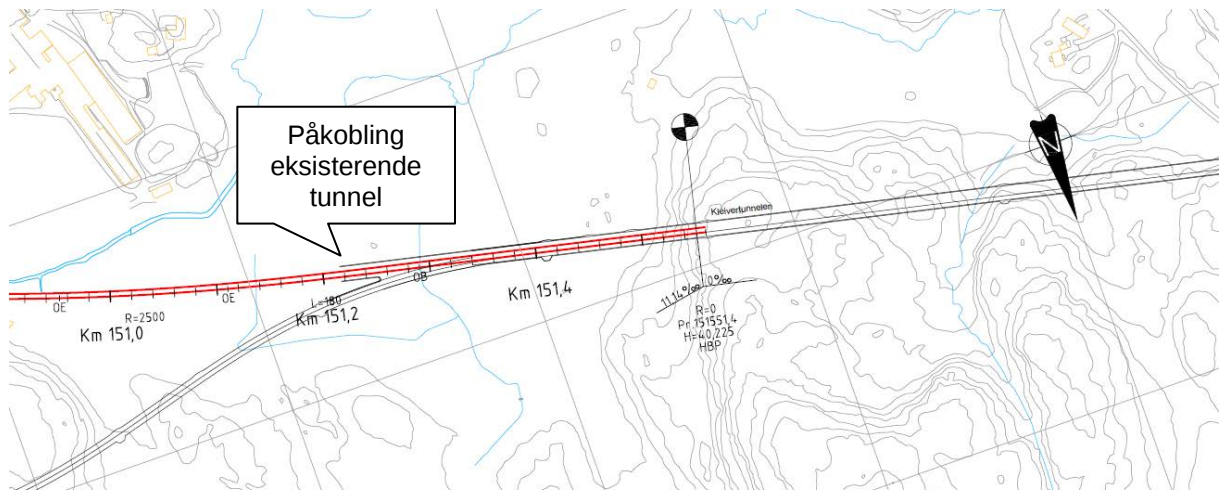 Påkobling
eksisterende
tunnel
N
Kleivertunnelen
OE
OE
OB
R=2500
L=180
Km 151,0
Km 151,2
Km 151,4
11,14‰ 0‰
R=0
Pr.151551,4
H=40,225
HBP